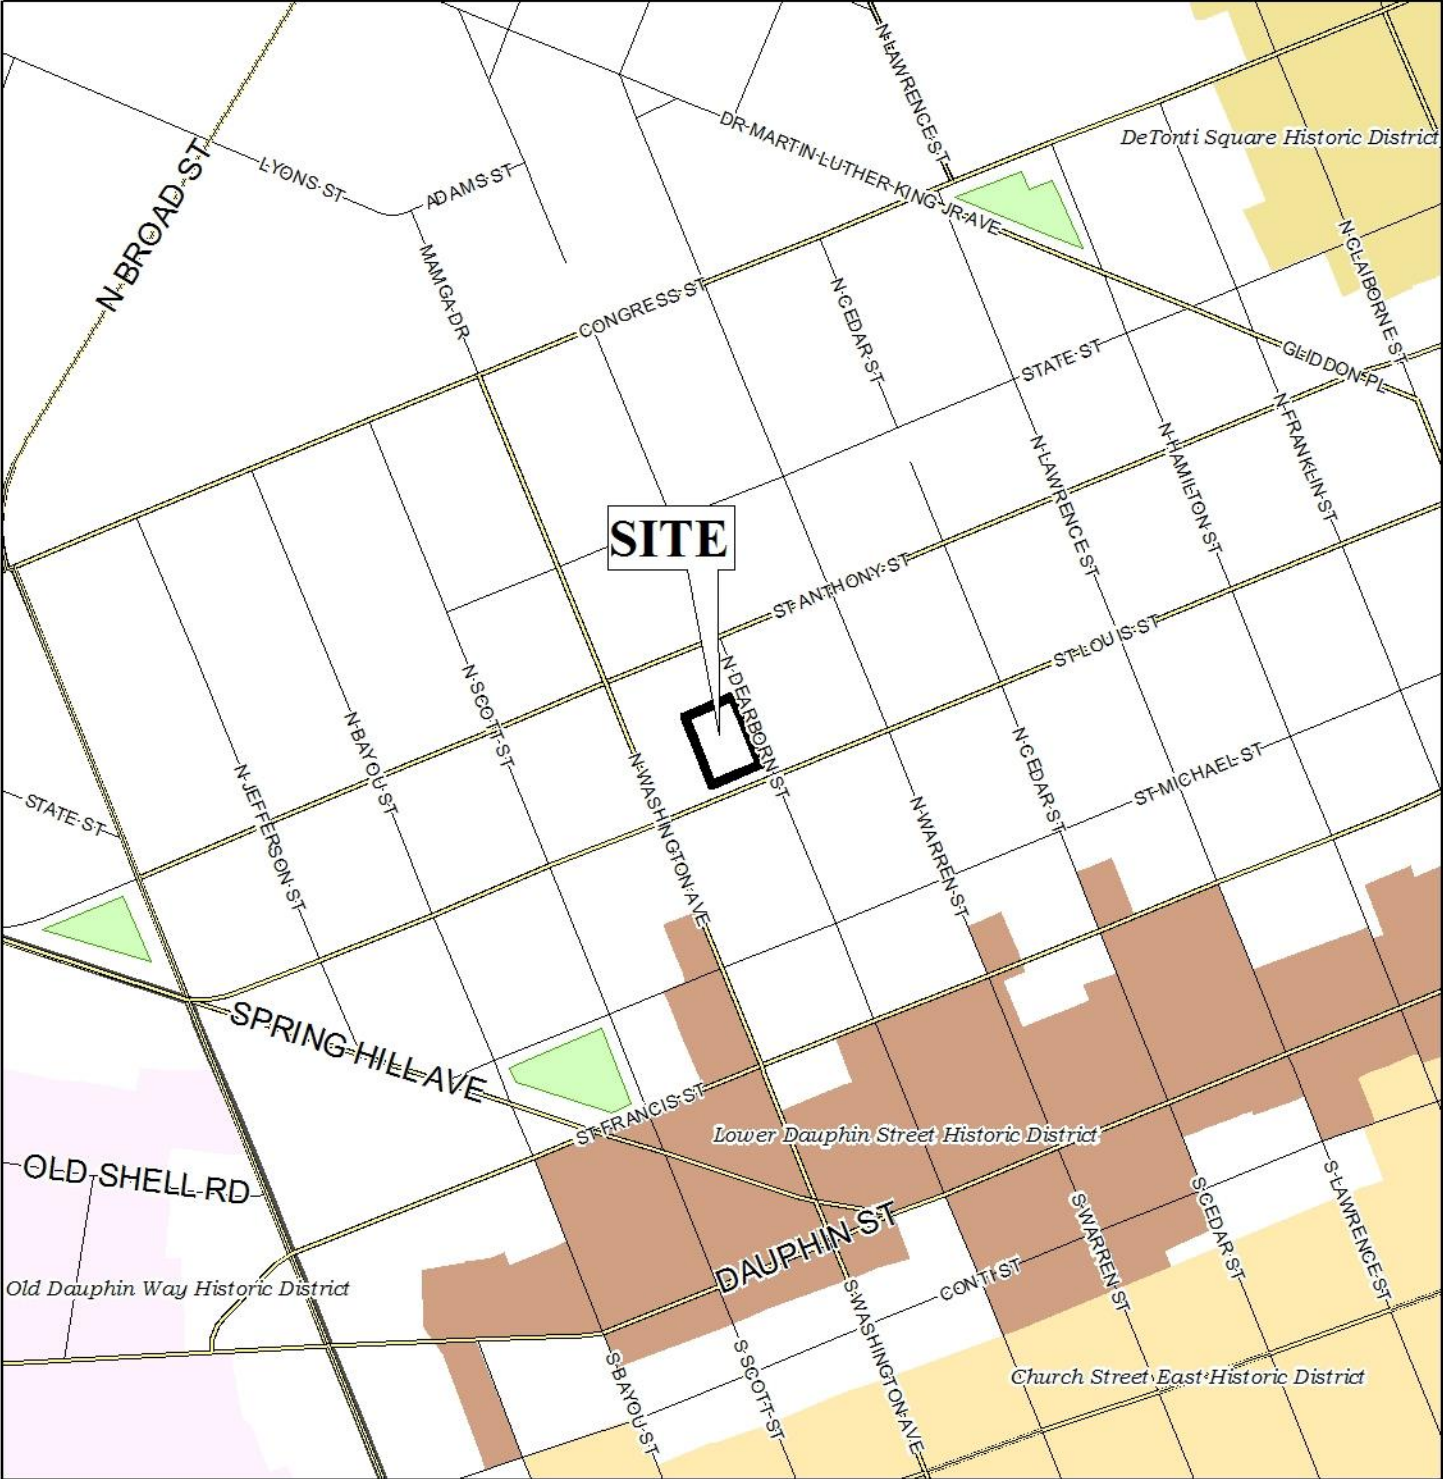 N LAWRENCE ST
DR MARTIN LUTHER KING JR AVE
DeTonti Square Historic District
LYONS ST
ADAMS ST
N BROAD ST
MAMGA DR
N CLAIBORNE ST
CONGRESS ST
N CEDAR ST
STATE ST
GLIDDON PL
N LAWRENCE ST
N HAMILTON ST
N FRANKLIN ST
SITE
ST ANTHONY ST
ST LOUIS ST
N DEARBORN ST
N SCOTT ST
N BAYOU ST
N JEFFERSON ST
N WASHINGTON AVE
N CEDAR ST
ST MICHAEL ST
N WARREN ST
STATE ST
SPRING HILL AVE
ST FRANCIS ST
Lower Dauphin Street Historic District
OLD SHELL RD
DAUPHIN ST
S WARREN ST
S CEDAR ST
S LAWRENCE ST
Old Dauphin Way Historic District
CONTI ST
S WASHINGTON AVE
S BAYOU ST
S SCOTT ST
Church Street East Historic District